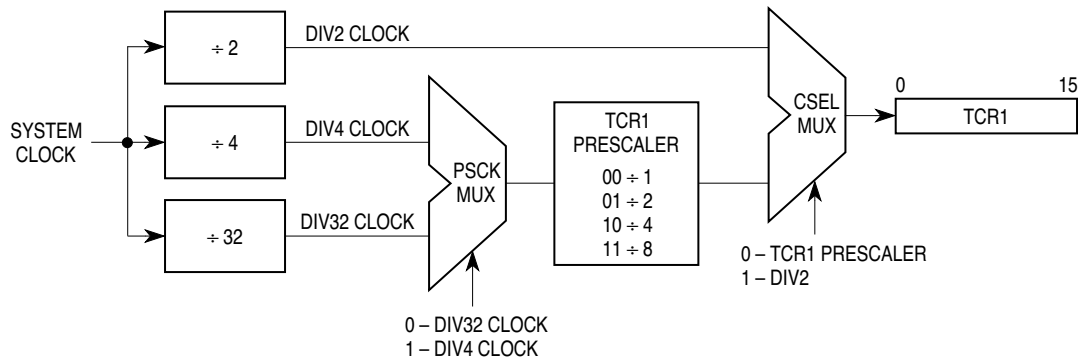 ÷ 2
DIV2 CLOCK
SYSTEM
CLOCK
÷ 4
DIV4 CLOCK
÷ 32
DIV32 CLOCK
PSCK
MUX
0 – DIV32 CLOCK
1 – DIV4 CLOCK
TCR1
PRESCALER
00 ÷ 1
01 ÷ 2
10 ÷ 4
11 ÷ 8
CSEL
MUX
0 – TCR1 PRESCALER
1 – DIV2
0 15
TCR1